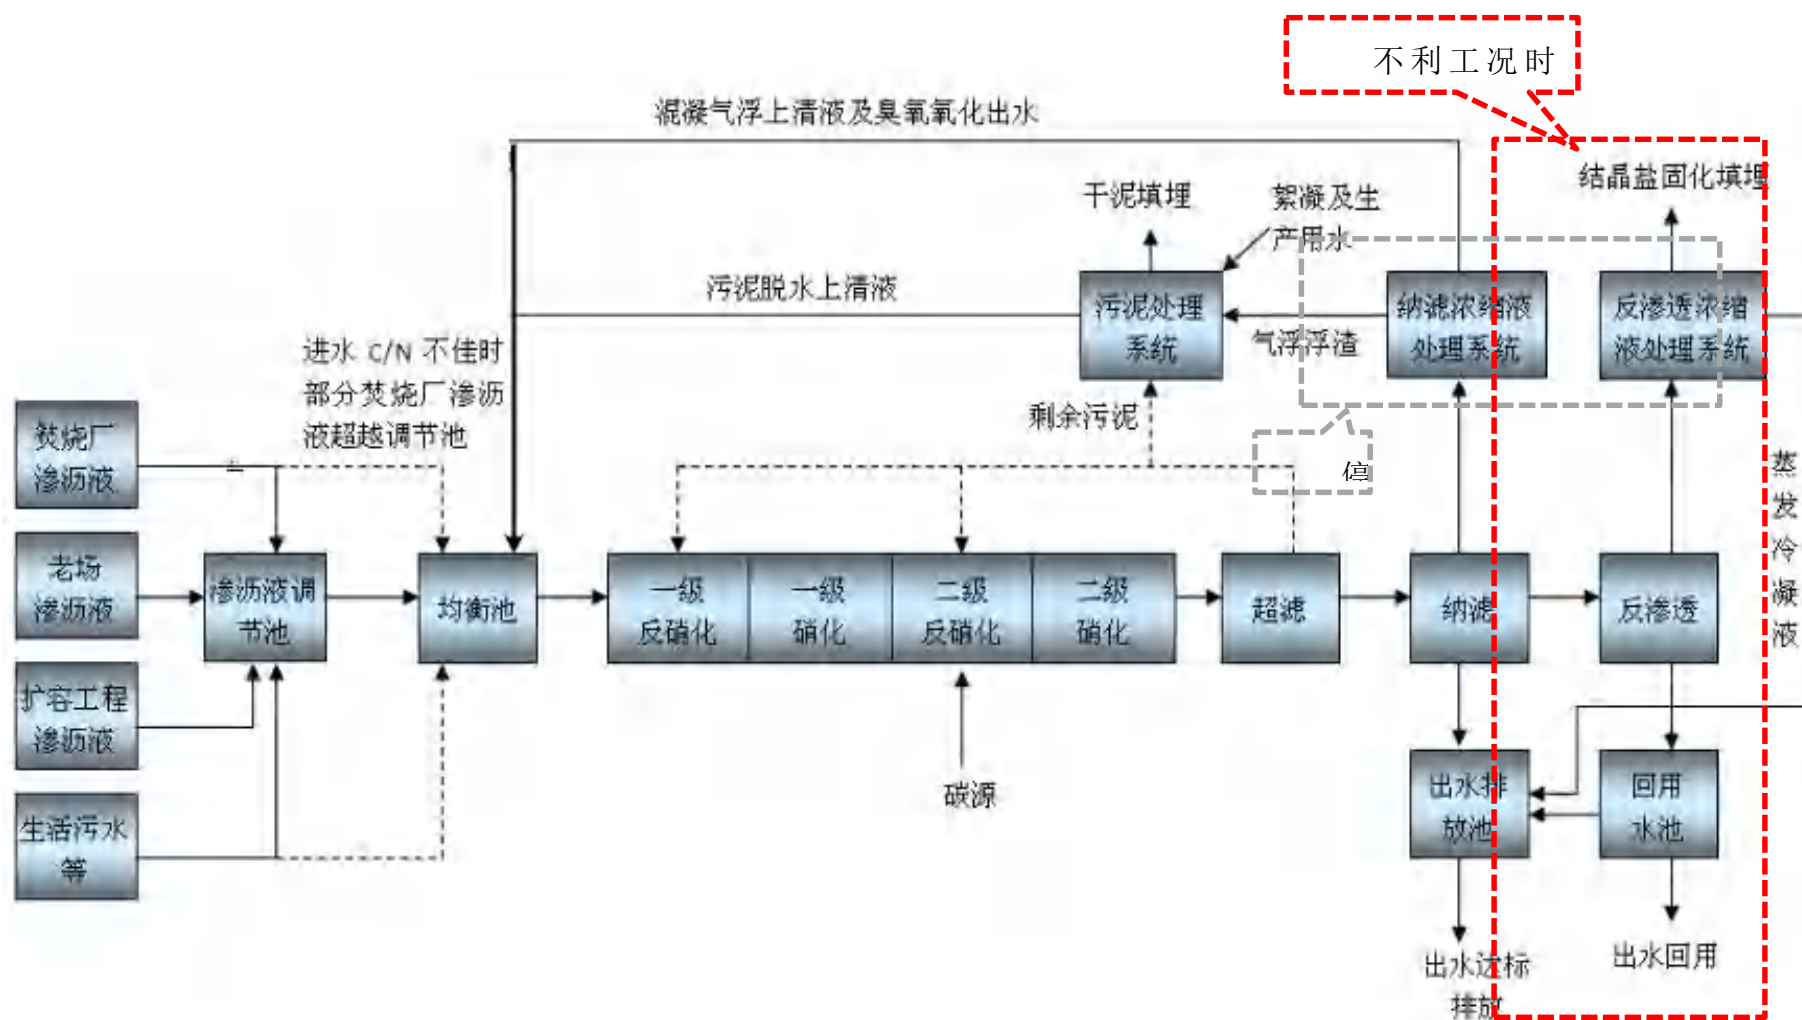 不利工况时
混凝气浮上清液及臭氧氧化出水
结晶盐固化填埋
干泥填埋
絮凝及生
产用水
污泥脱水上清液
污泥处理
系统
气浮浮渣
纳滤浓缩液
处理系统
反渗透浓缩
液处理系统
进水 C/N 不佳时
部分焚烧厂渗沥
液超越调节池
剩余污泥
焚烧厂
渗沥液
老场
渗沥液
扩容工程
渗沥液
生活污水
等
渗沥液调
节池
均衡池
一级
反硝化
一级
硝化
二级
反硝化
二级
硝化
超滤
纳滤
反渗透
蒸
发
冷
凝
液
碳源
出水排
放池
回用
水池
出水达标
排放
出水回用